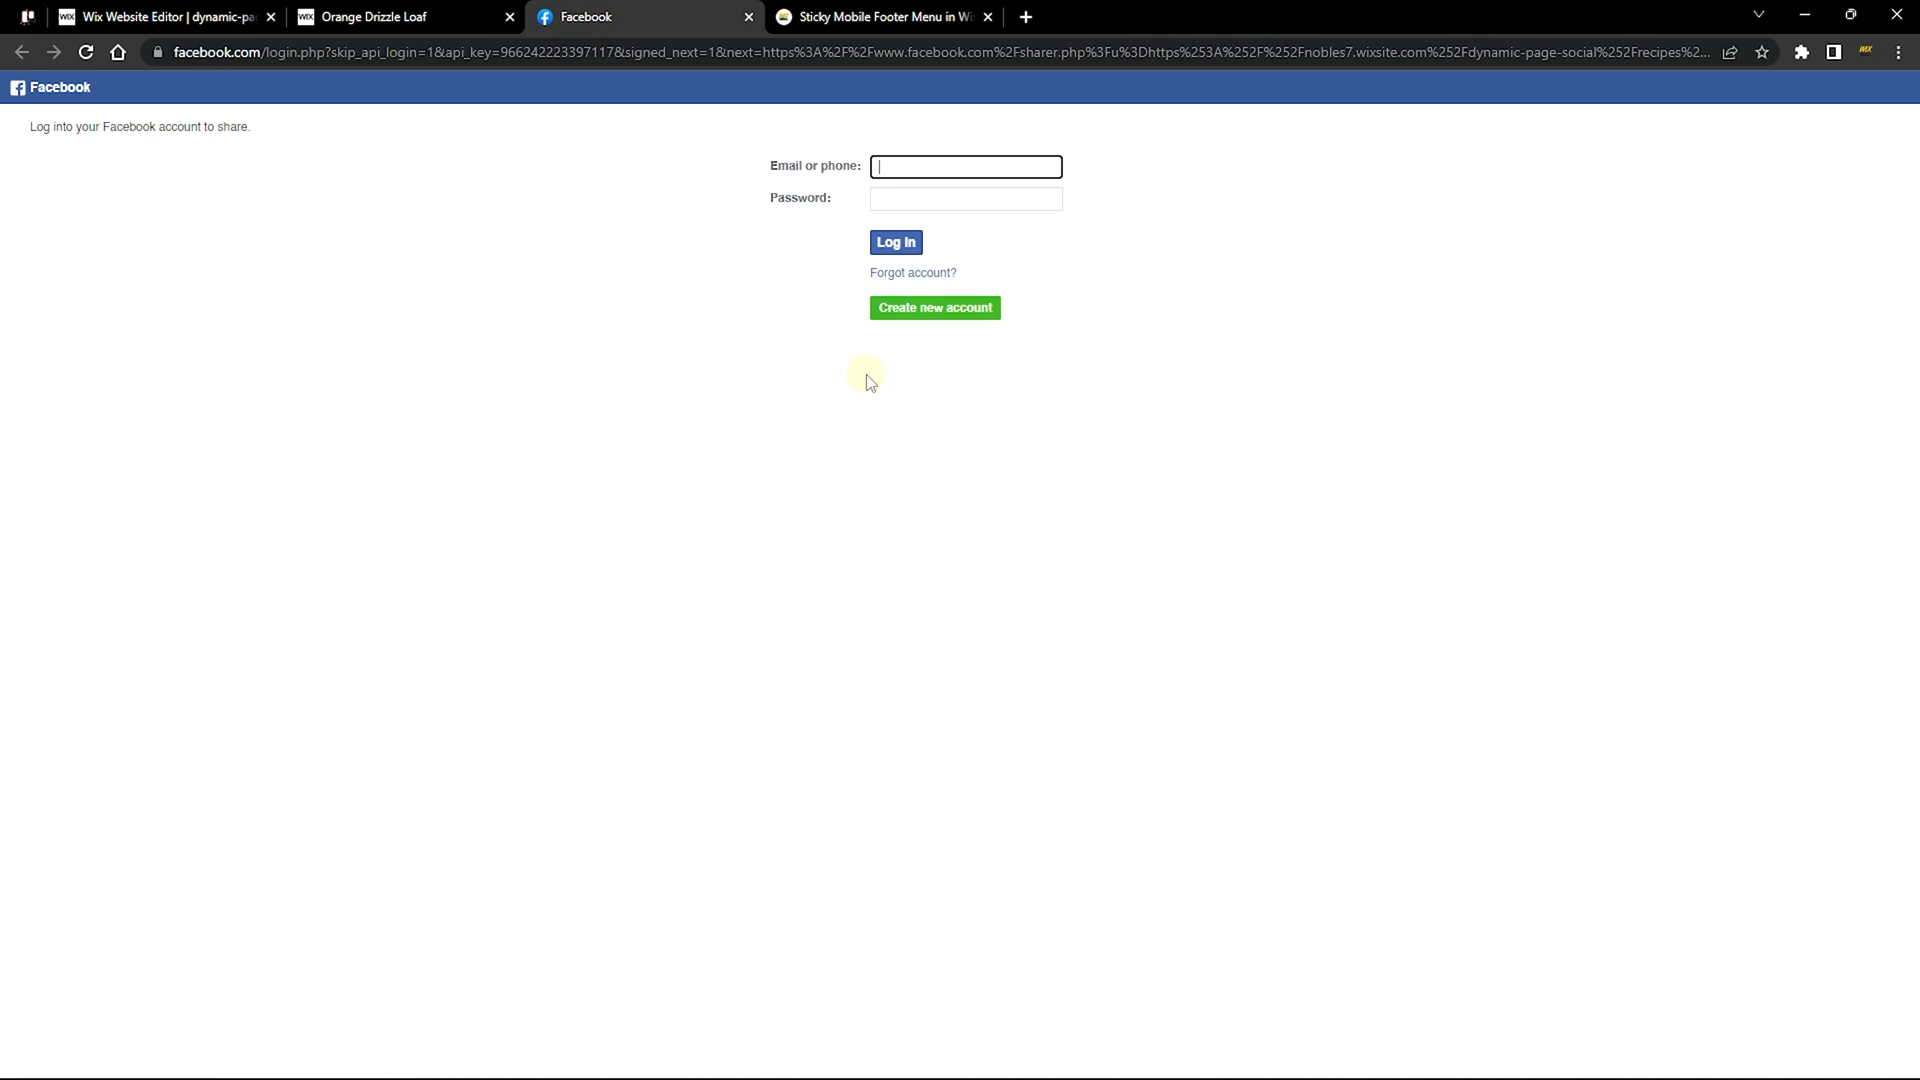 Wix Website Editor | dynamic-pa
Orange Drizzle Loaf
Facebook
Sticky Mobile Footer Menu in Wi
facebook.com/login.php?skip_api_login=1&api_key=966242223397117&signed_next=1&next=https%3A%2F%2Fwww.facebook.com%2Fsharer.php%3Fu%3Dhttps%253A%252F%252Fnobles7.wixsite.com%252Fdynamic-page-social%252Frecipes%2...
Facebook
Log into your Facebook account to share.
Email or phone:
Password:
Log In
Forgot account?
Create new account